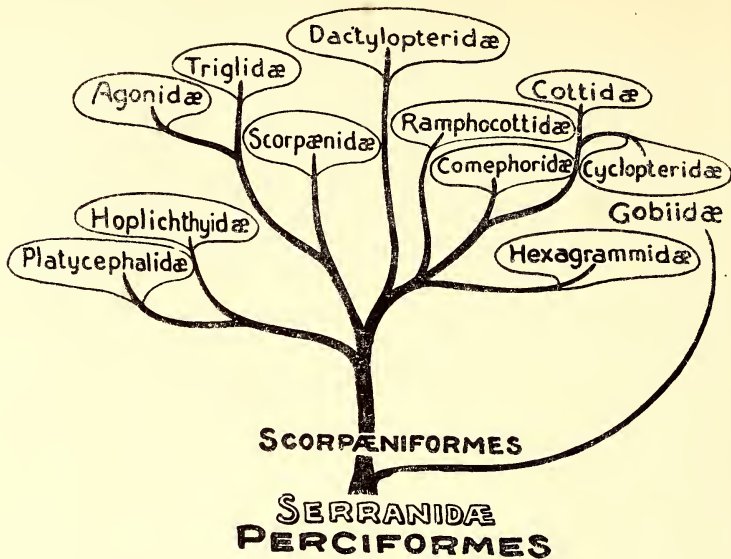 Dactylopteridæ
Triglidæ
Cottidæ
Agonidæ
Ramphocottidæ
Scorpænidæ
Comephoridæ
Cyclopteridæ
Gobiidæ
Hoplichthyidæ
Hexagrammidæ
Platycephalidæ
SCORPÆNIFORMES
SERRANIDÆ
PERCIFORMES